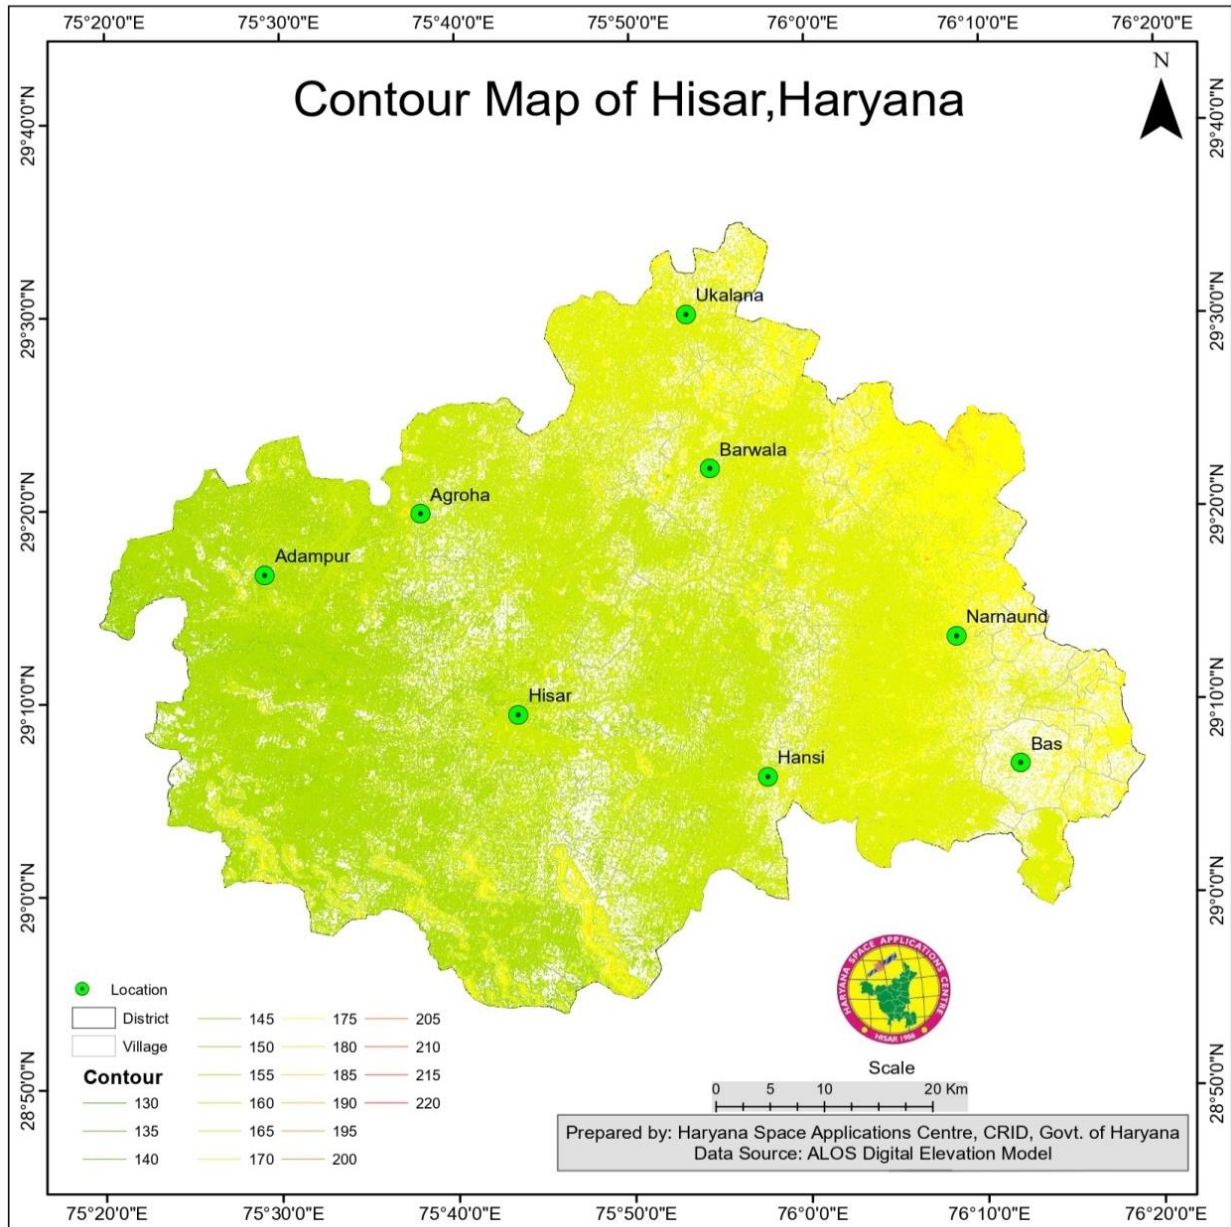 75°20'0"E 75°30'0"E 75°40'0"E 75°50'0"E 76°0'0"E 76°10'0"E 76°20'0"E
N
Contour Map of Hisar,Haryana
29°40'0"N 29°40'0"N
29°30'0"N 29°30'0"N
29°20'0"N 29°20'0"N
29°10'0"N 29°10'0"N
29°0'0"N 29°0'0"N
28°50'0"N 28°50'0"N
Ukalana
Barwala
Agroha
Adampur
Narnaund
Hisar
Bas
Hansi
Location
District
Village
Contour
130
135
140
145
150
155
160
165
170
175
180
185
190
195
200
205
210
215
220
HARYANA SPACE APPLICATIONS CENTRE
HISAR 1986
Scale
0 5 10 20 Km
Prepared by: Haryana Space Applications Centre, CRID, Govt. of Haryana
Data Source: ALOS Digital Elevation Model
75°20'0"E 75°30'0"E 75°40'0"E 75°50'0"E 76°0'0"E 76°10'0"E 76°20'0"E